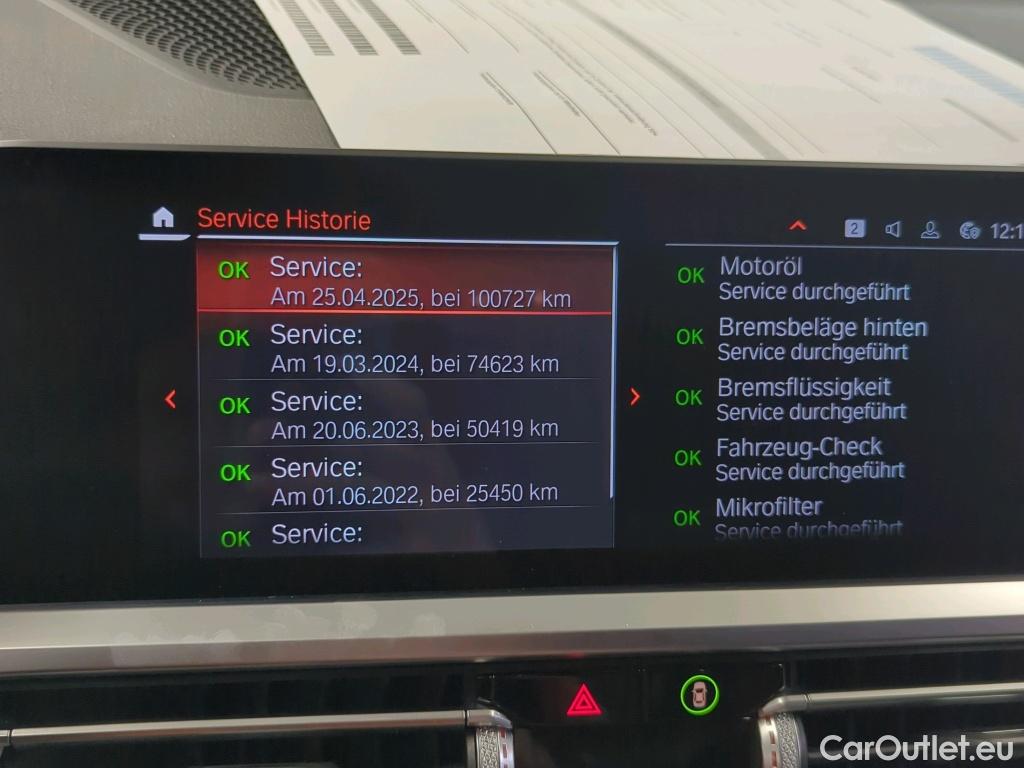 Service Historie
2
12:1
OK Service:
Am 25.04.2025, bei 100727 km
OK Service:
Am 19.03.2024, bei 74623 km
OK Service:
Am 20.06.2023, bei 50419 km
OK Service:
Am 01.06.2022, bei 25450 km
OK Service:
OK Motoröl
Service durchgeführt
OK Bremsbeläge hinten
Service durchgeführt
OK Bremsflüssigkeit
Service durchgeführt
OK Fahrzeug-Check
Service durchgeführt
OK Mikrofilter
Service durchgeführt
CarOutlet.eu